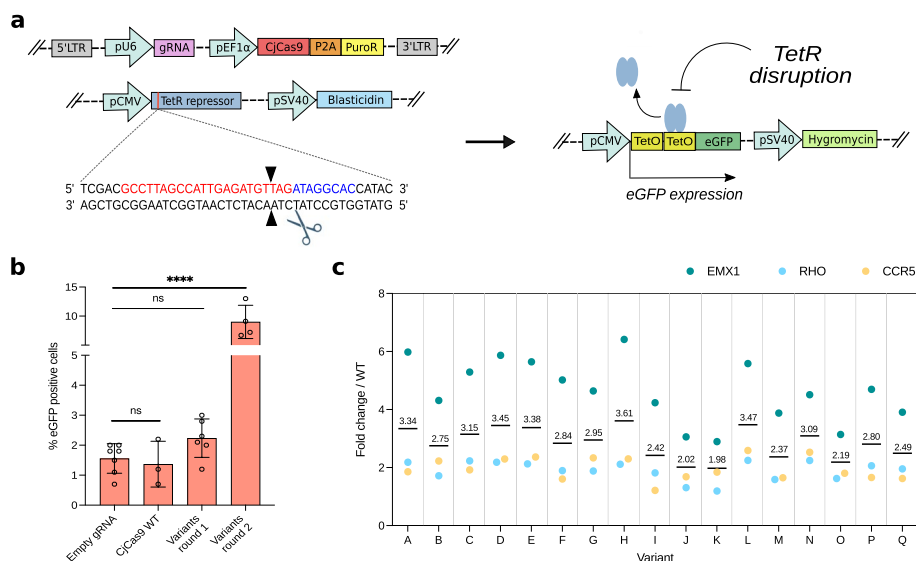 a
5'LTR pU6 gRNA pEF1α CjCas9 P2A PuroR 3'LTR
pCMV TetR repressor pSV40 Blasticidin
5' TCGACGCCTTAGCCATTGAGATGTTAGATAGGCACCATAC 3'
3' AGCTGCGGAATCGGTAACTCTACAATCTATCCGTGGTATG 5'
TetR
disruption
pCMV TetO TetO eGFP pSV40 Hygromycin
eGFP expression
b
****
ns
ns
% eGFP positive cells
15
10
5
3
2
1
0
Empty gRNA
CjCas9 WT
Variants
round 1
Variants
round 2
c
EMX1 RHO CCR5
Fold change / WT
8
6
4
2
0
3.34 2.75 3.15 3.45 3.38 2.84 2.95 3.61 2.42 2.02 1.98 3.47 2.37 3.09 2.19 2.80 2.49
A B C D E F G H I J K L M N O P Q
Variant